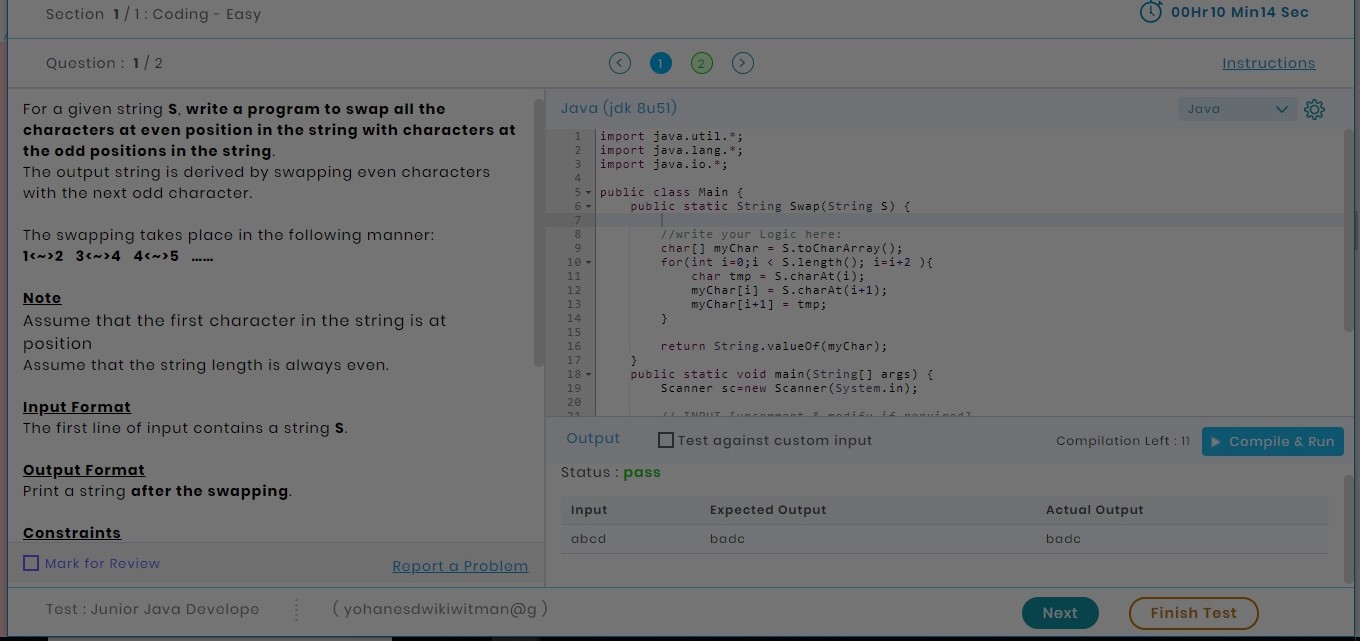 Section 1 / 1 : Coding - Easy
00Hr10 Min14 Sec
Question : 1 / 2
< 1 2 >
Instructions
For a given string S, write a program to swap all the
characters at even position in the string with characters at
the odd positions in the string.
The output string is derived by swapping even characters
with the next odd character.
The swapping takes place in the following manner:
1<~>2 3<~>4 4<~>5 ......
Note
Assume that the first character in the string is at
position
Assume that the string length is always even.
Input Format
The first line of input contains a string S.
Output Format
Print a string after the swapping.
Constraints
Mark for Review
Report a Problem
Java (jdk 8u51)
Java
1 import java.util.*;
2 import java.lang.*;
3 import java.io.*;
4
5 public class Main {
6 public static String Swap(String S) {
7
8 //write your Logic here:
9 char[] myChar = S.toCharArray();
10 for(int i=0;i < S.length(); i=i+2 ){
11 char tmp = S.charAt(i);
12 myChar[i] = S.charAt(i+1);
13 myChar[i+1] = tmp;
14 }
15
16 return String.valueOf(myChar);
17 }
18 public static void main(String[] args) {
19 Scanner sc=new Scanner(System.in);
20
21 // INPUT [uncomment & modify if required]
Output
Test against custom input
Compilation Left : 11
Compile & Run
Status : pass
Input Expected Output Actual Output
abcd badc badc
Test : Junior Java Develope
( yohanesdwikiwitman@g )
Next
Finish Test